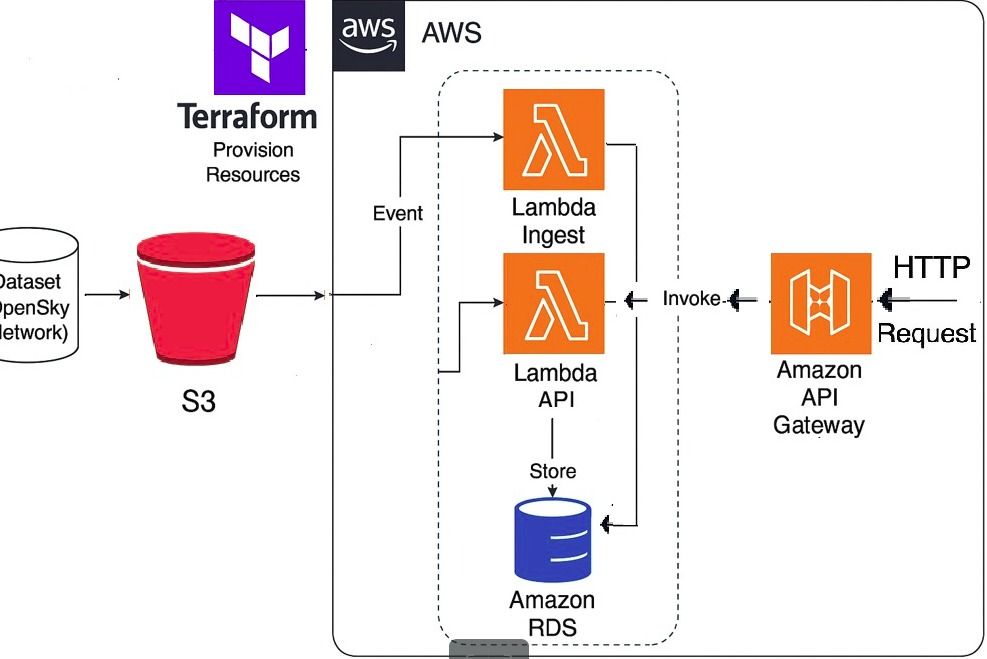 aws
AWS
Terraform
Provision
Resources
Event
Lambda
Ingest
Dataset
OpenSky
Network)
S3
Lambda
API
Invoke
HTTP
Request
Amazon
API
Gateway
Store
Amazon
RDS